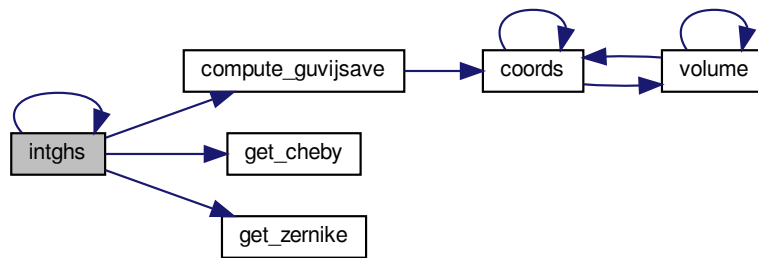 intghs
compute_guvijsave
get_cheby
get_zernike
coords
volume